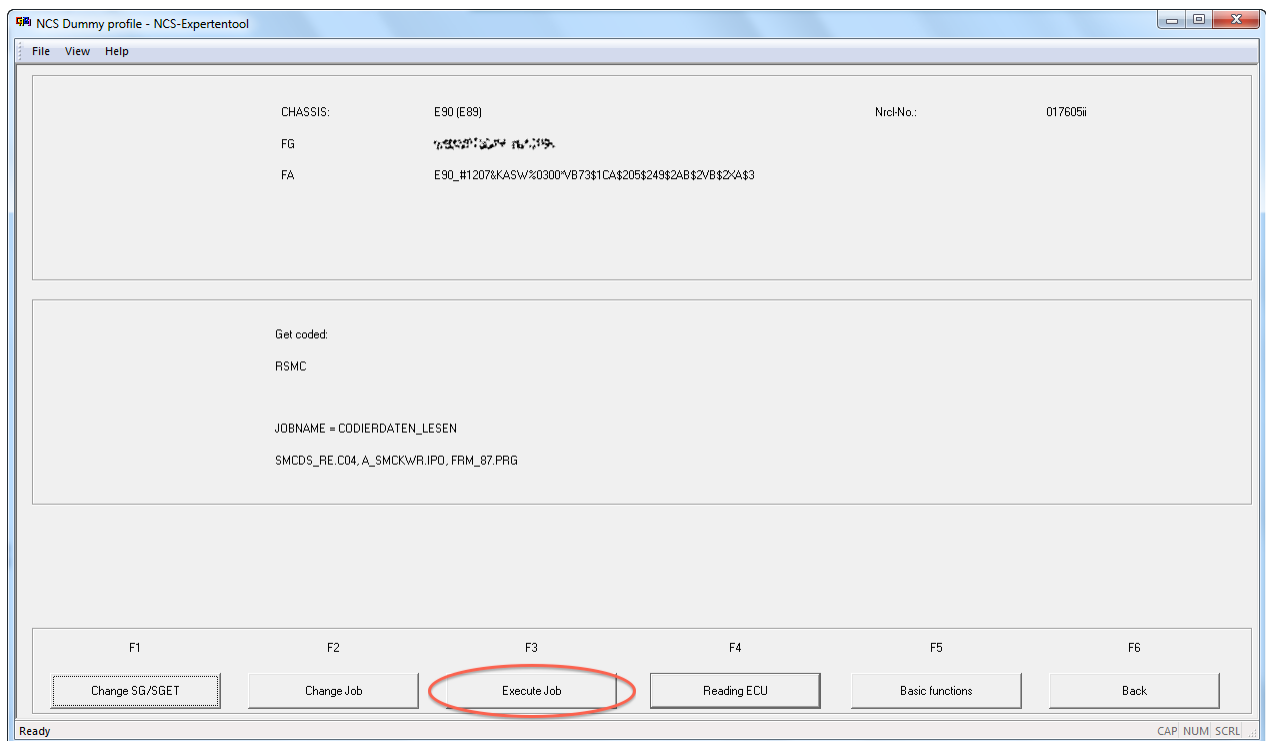 NCS Dummy profile - NCS-Expertentool
File View Help
CHASSIS: E90 (E89) Nrcl-No.: 017605ii
FG
FA E90_#1207&KASW%0300*VB73$1CA$205$249$2AB$2VB$2XA$3
Get coded:
RSMC
JOBNAME = CODIERDATEN_LESEN
SMCDS_RE.C04, A_SMCKWR.IPO, FRM_87.PRG
F1 F2 F3 F4 F5 F6
Change SG/SGET Change Job Execute Job Reading ECU Basic functions Back
Ready CAP NUM SCRL